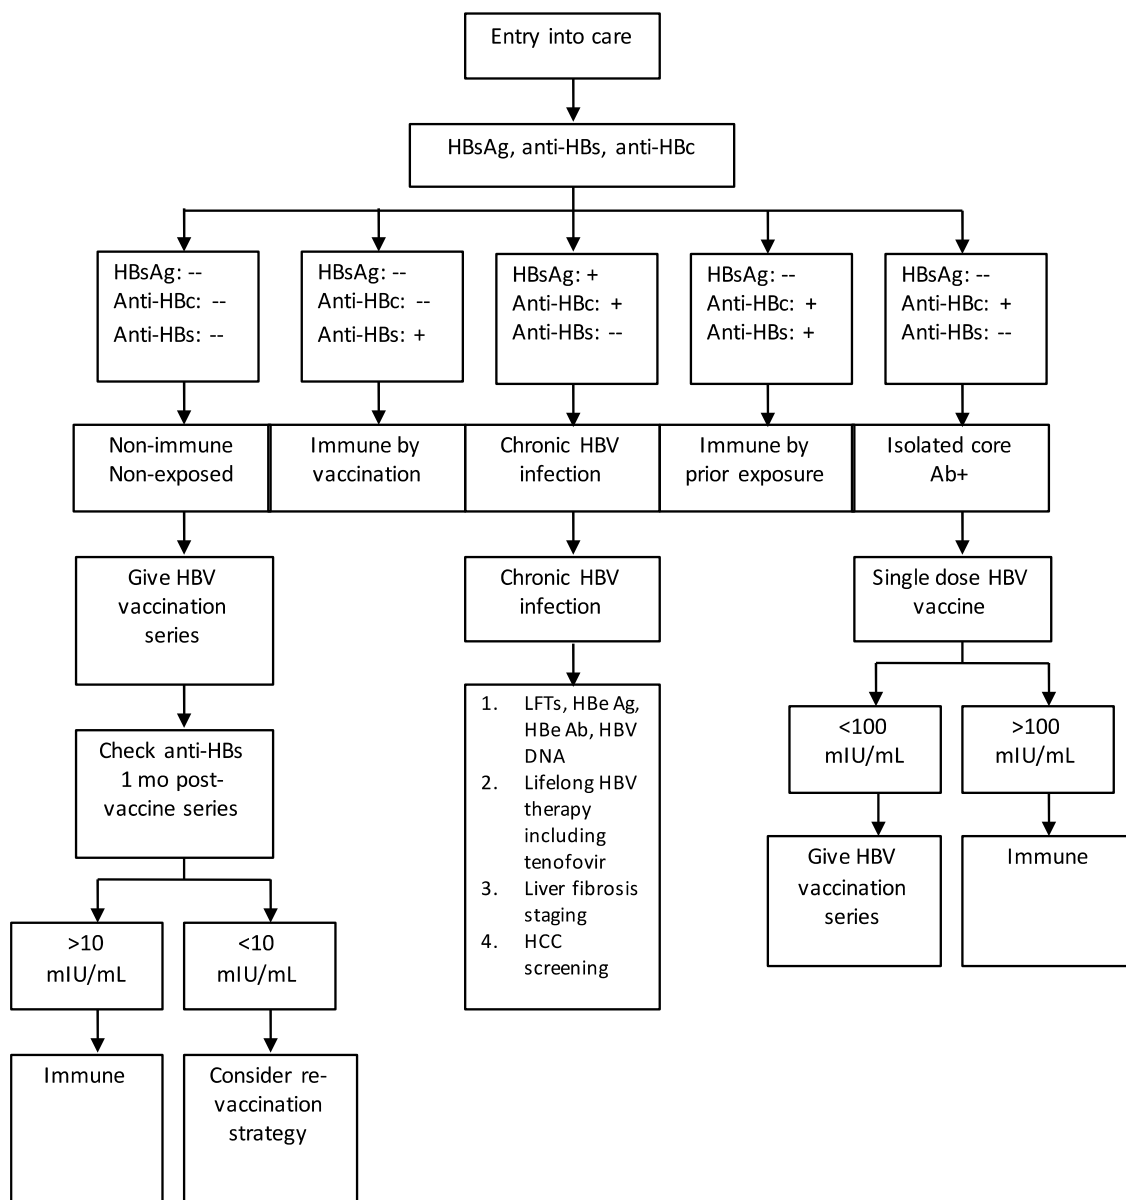 Entry into care
HBsAg, anti-HBs, anti-HBc
HBsAg: --
Anti-HBc: --
Anti-HBs: --
HBsAg: --
Anti-HBc: --
Anti-HBs: +
HBsAg: +
Anti-HBc: +
Anti-HBs: --
HBsAg: --
Anti-HBc: +
Anti-HBs: +
HBsAg: --
Anti-HBc: +
Anti-HBs: --
Non-immune
Non-exposed
Immune by
vaccination
Chronic HBV
infection
Immune by
prior exposure
Isolated core
Ab+
Give HBV
vaccination
series
Chronic HBV
infection
Single dose HBV
vaccine
Check anti-HBs
1 mo post-
vaccine series
1. LFTs, HBe Ag,
HBe Ab, HBV
DNA
2. Lifelong HBV
therapy
including
tenofovir
3. Liver fibrosis
staging
4. HCC
screening
<100
mIU/mL
>100
mIU/mL
Give HBV
vaccination
series
Immune
>10
mIU/mL
<10
mIU/mL
Immune
Consider re-
vaccination
strategy